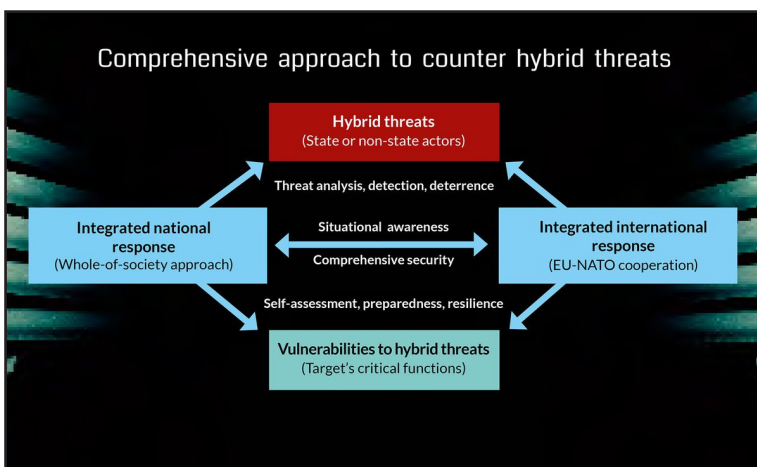 Comprehensive approach to counter hybrid threats
Hybrid threats
(State or non-state actors)
Threat analysis, detection, deterrence
Integrated national
response
(Whole-of-society approach)
Situational awareness
Comprehensive security
Integrated international
response
(EU-NATO cooperation)
Self-assessment, preparedness, resilience
Vulnerabilities to hybrid threats
(Target's critical functions)